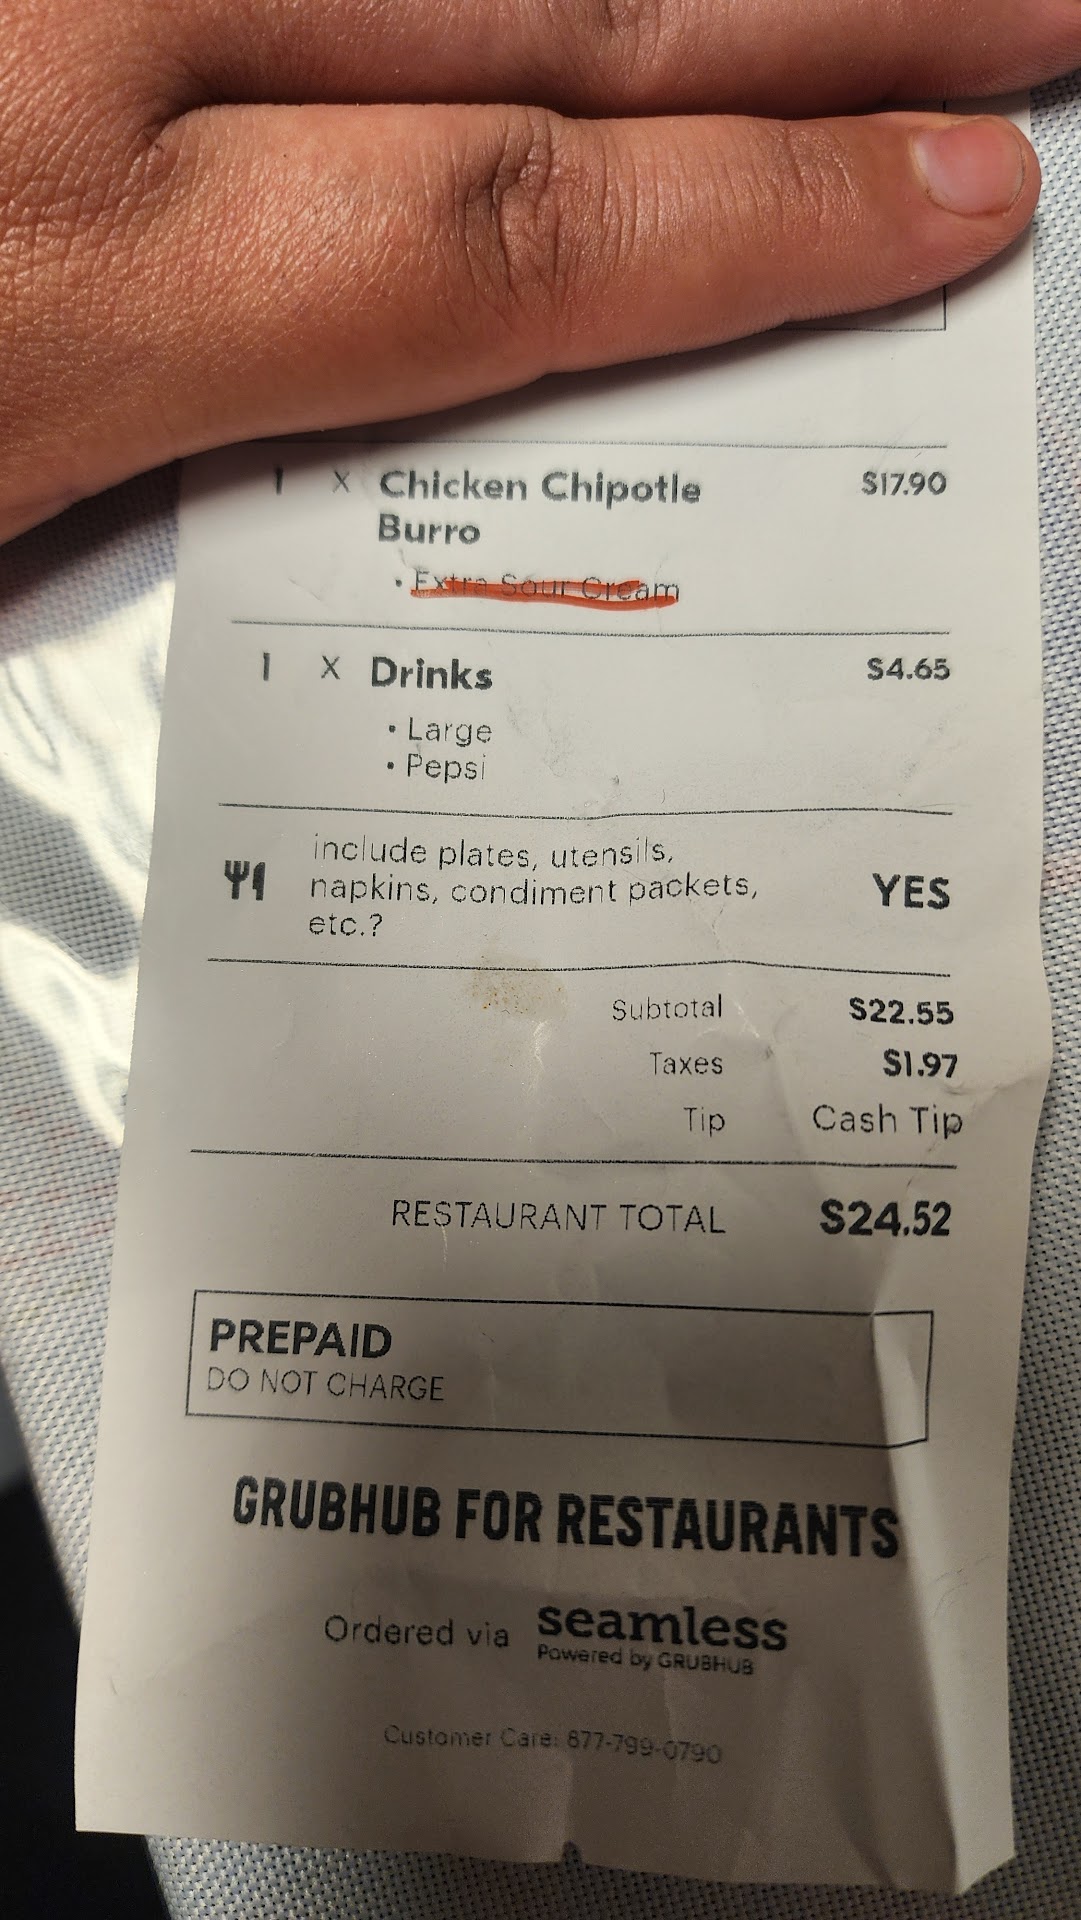 1 X Chicken Chipotle $17.90
Burro
• Extra Sour Cream
1 X Drinks $4.65
• Large
• Pepsi
include plates, utensils,
napkins, condiment packets, YES
etc.?
Subtotal $22.55
Taxes $1.97
Tip Cash Tip
RESTAURANT TOTAL $24.52
PREPAID
DO NOT CHARGE
GRUBHUB FOR RESTAURANTS
Ordered via seamless
Powered by GRUBHUB
Customer Care: 877-799-0790